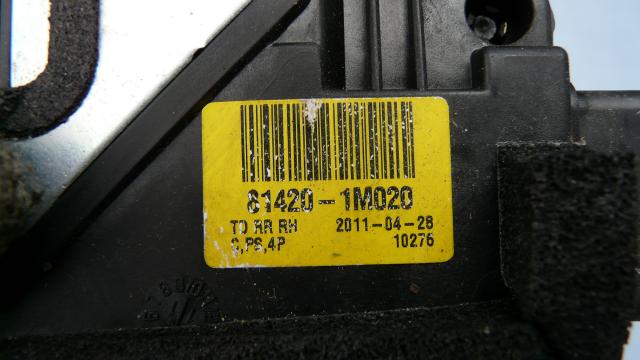 81420-1M020
TD RR RH 2011-04-28
C,PS,4P 10276